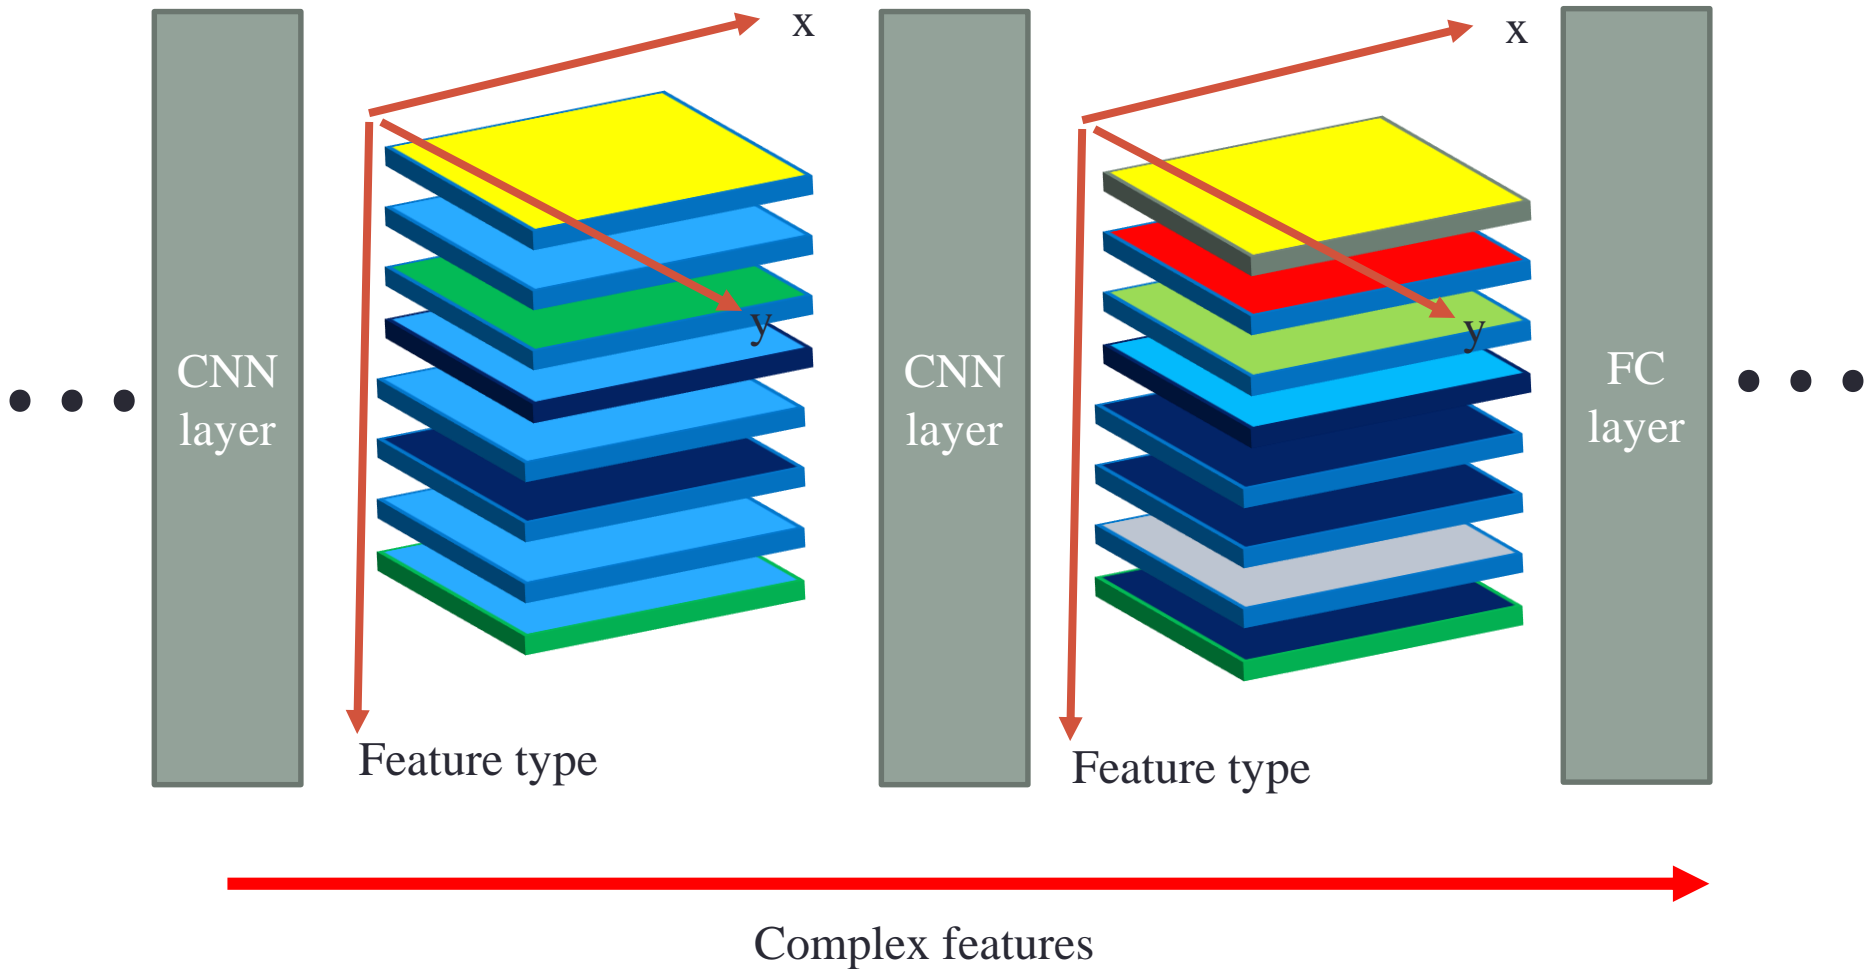 x
x
y
y
CNN
layer
CNN
layer
FC
layer
Feature type
Feature type
Complex features